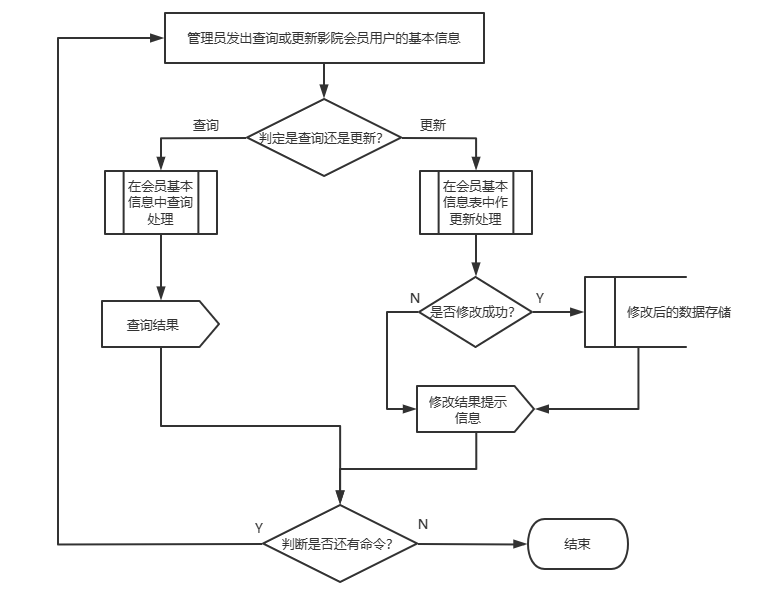 管理员发出查询或更新影院会员用户的基本信息
查询
更新
判定是查询还是更新?
在会员基本
信息中查询
处理
在会员基本
信息表中作
更新处理
N
Y
是否修改成功?
修改后的数据存储
查询结果
修改结果提示
信息
Y
N
判断是否还有命令?
结束